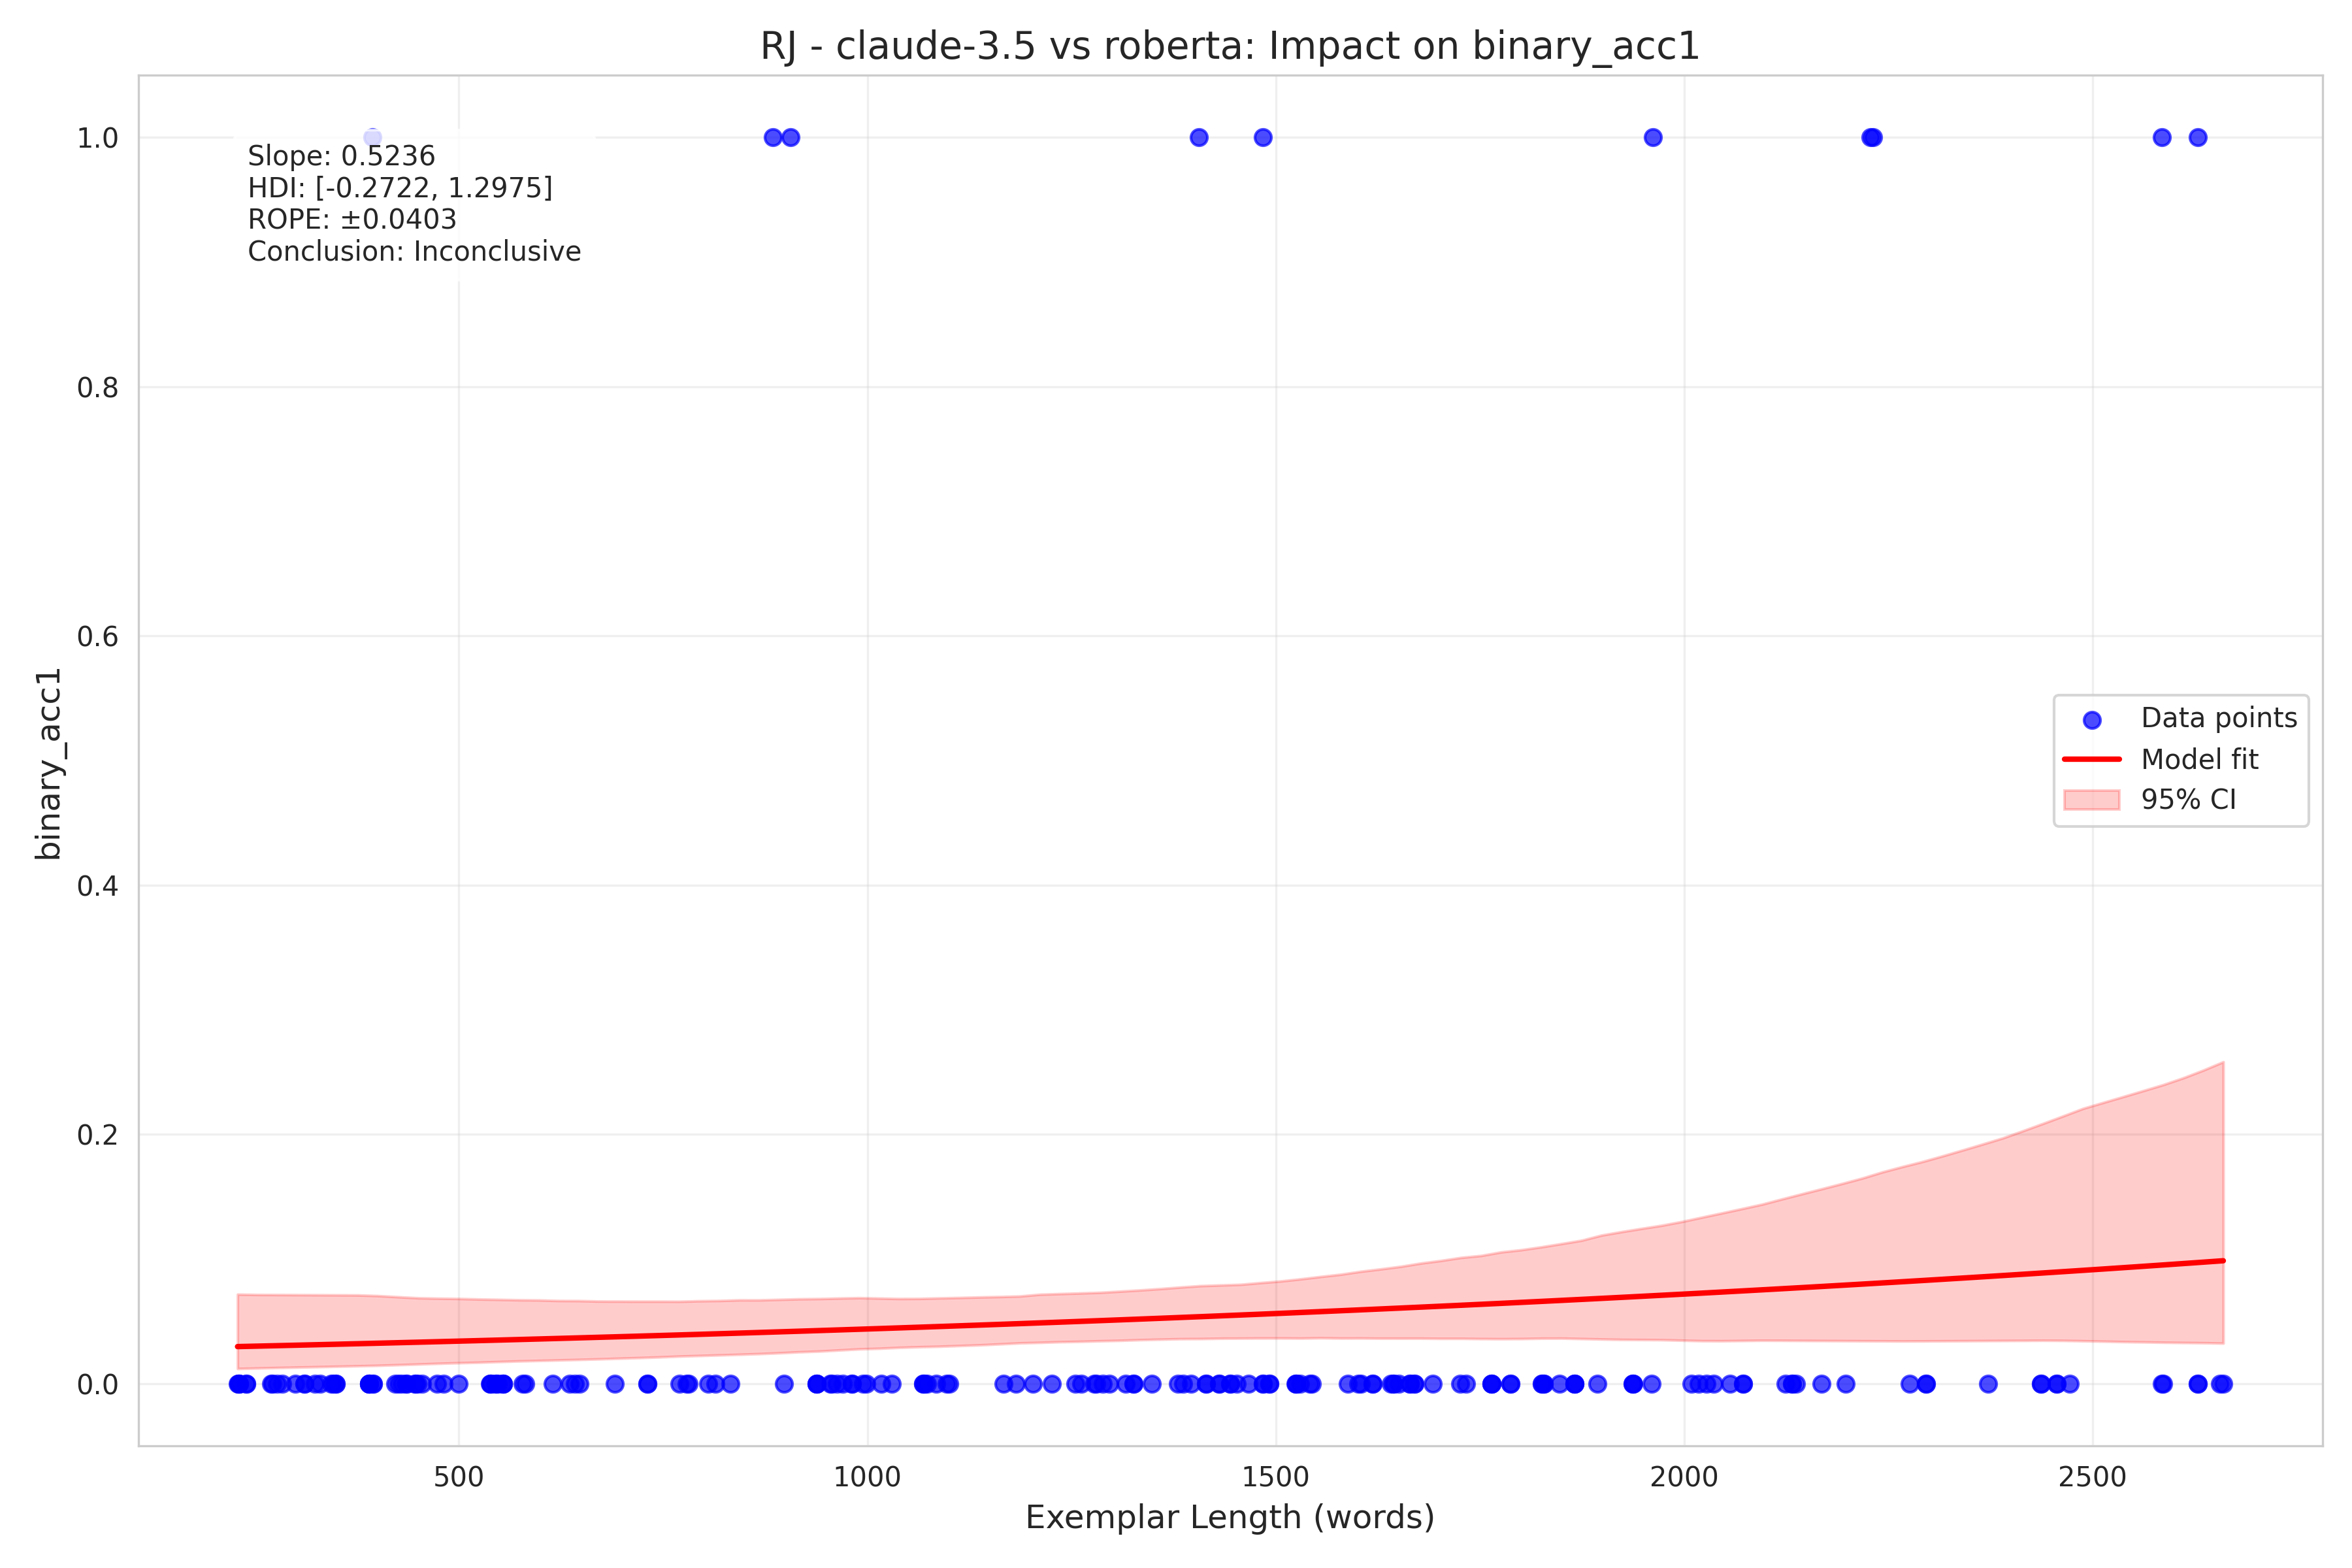 RJ - claude-3.5 vs roberta: Impact on binary_acc1
1.0
0.8
0.6
0.4
0.2
0.0
binary_acc1
Slope: 0.5236
HDI: [-0.2722, 1.2975]
ROPE: ±0.0403
Conclusion: Inconclusive
Data points
Model fit
95% CI
500 1000 1500 2000 2500
Exemplar Length (words)